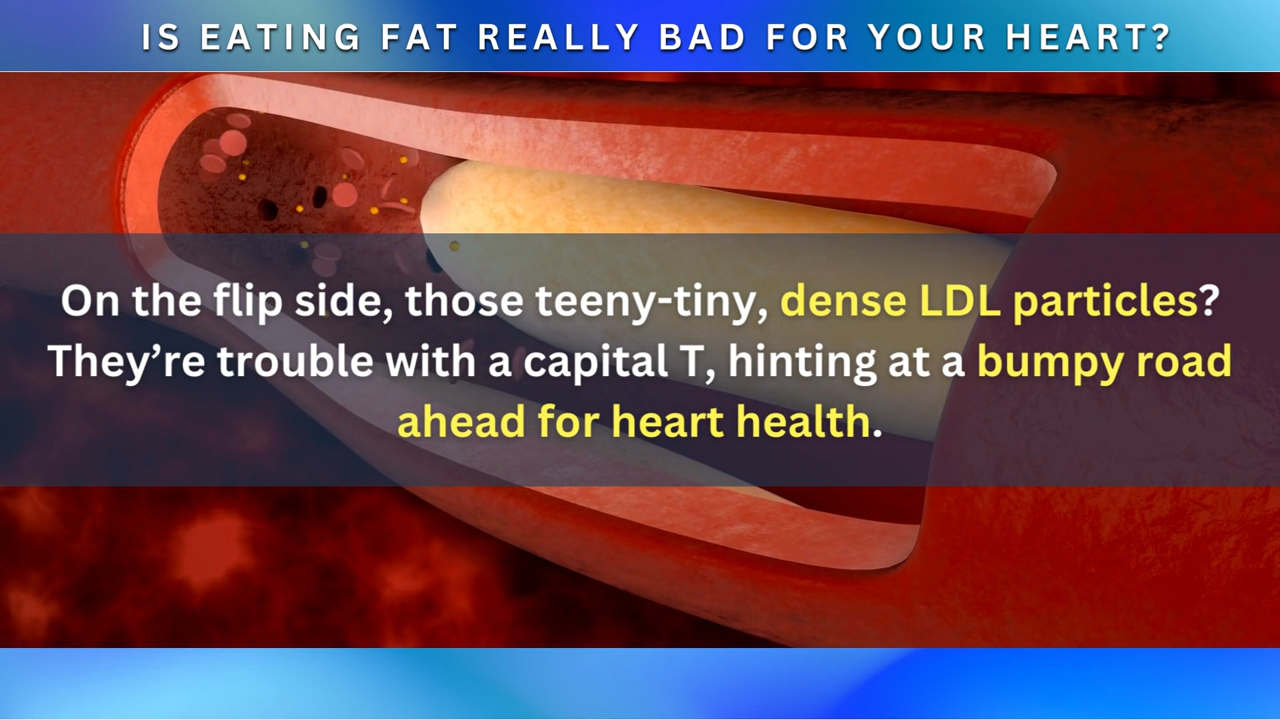 IS EATING FAT REALLY BAD FOR YOUR HEART?
On the flip side, those teeny-tiny, dense LDL particles?
They’re trouble with a capital T, hinting at a bumpy road
ahead for heart health.